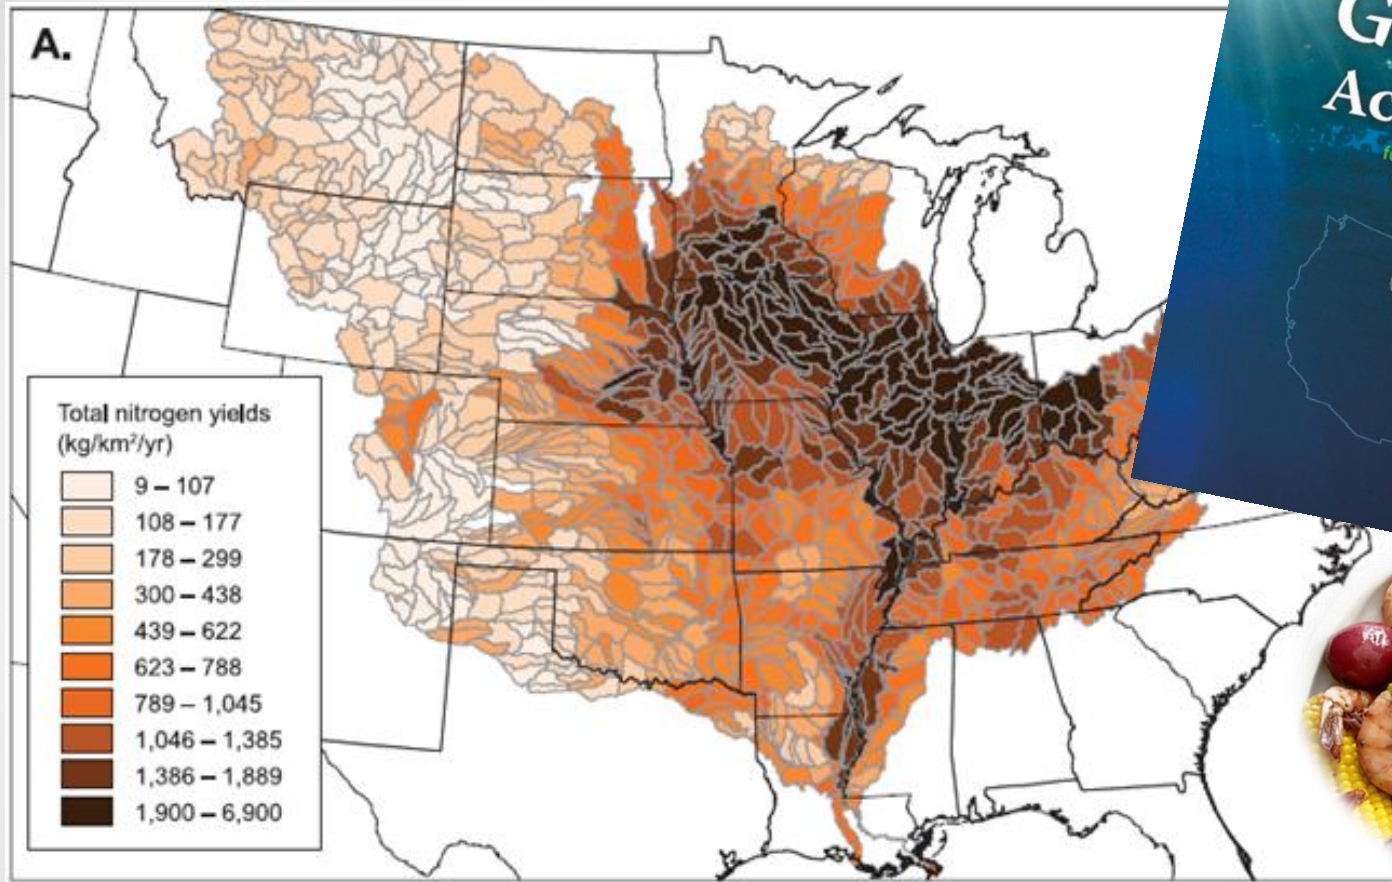 A.
Total nitrogen yields
(kg/km²/yr)
9 – 107
108 – 177
178 – 299
300 – 438
439 – 622
623 – 788
789 – 1,045
1,046 – 1,385
1,386 – 1,889
1,900 – 6,900